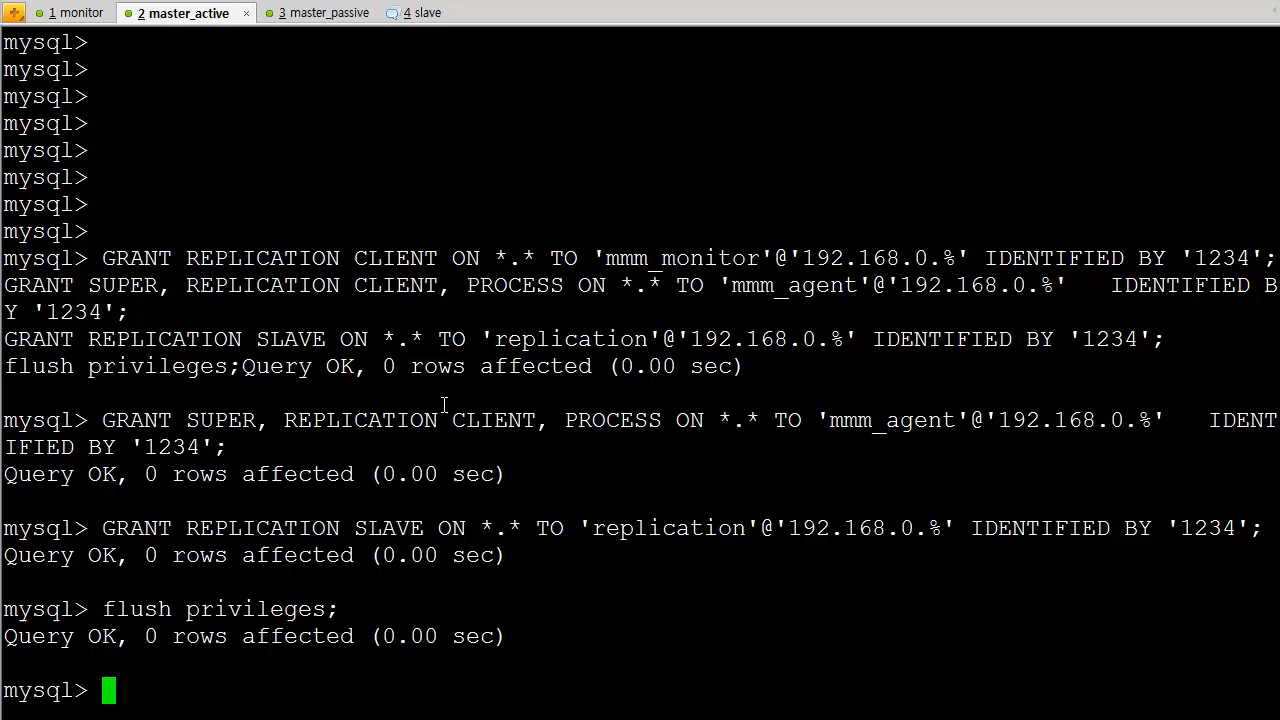 1 monitor 2 master_active × 3 master_passive 4 slave
mysql>
mysql>
mysql>
mysql>
mysql>
mysql>
mysql>
mysql>
mysql> GRANT REPLICATION CLIENT ON *.* TO 'mmm_monitor'@'192.168.0.%' IDENTIFIED BY '1234';
GRANT SUPER, REPLICATION CLIENT, PROCESS ON *.* TO 'mmm_agent'@'192.168.0.%'   IDENTIFIED B
Y '1234';
GRANT REPLICATION SLAVE ON *.* TO 'replication'@'192.168.0.%' IDENTIFIED BY '1234';
flush privileges;Query OK, 0 rows affected (0.00 sec)
mysql> GRANT SUPER, REPLICATION CLIENT, PROCESS ON *.* TO 'mmm_agent'@'192.168.0.%'   IDENT
IFIED BY '1234';
Query OK, 0 rows affected (0.00 sec)
mysql> GRANT REPLICATION SLAVE ON *.* TO 'replication'@'192.168.0.%' IDENTIFIED BY '1234';
Query OK, 0 rows affected (0.00 sec)
mysql> flush privileges;
Query OK, 0 rows affected (0.00 sec)
mysql>